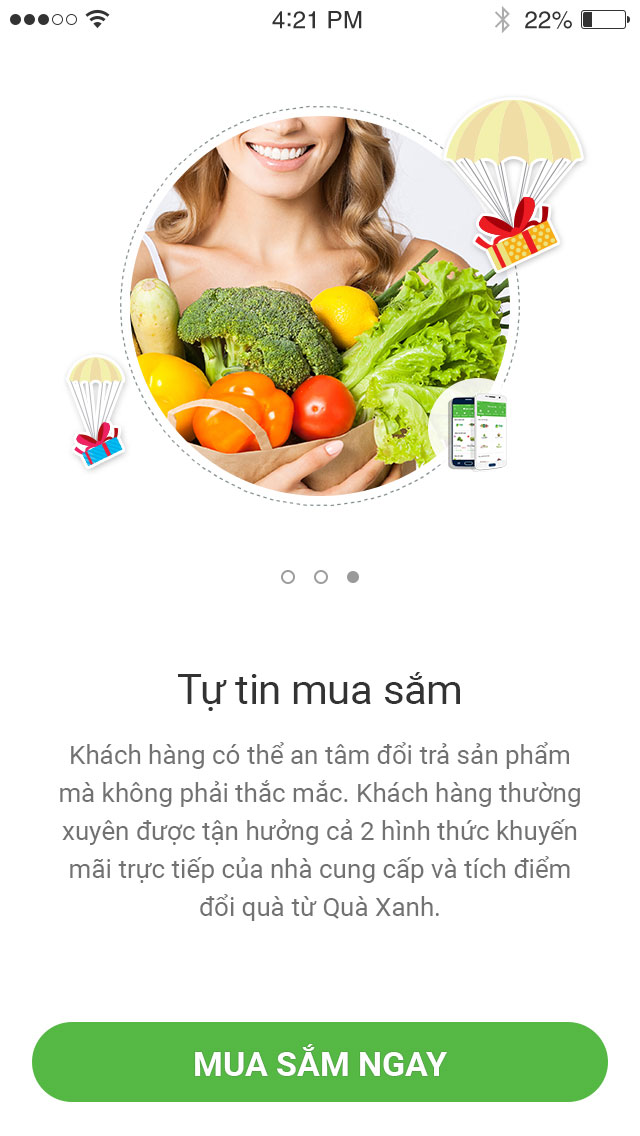 4:21 PM
22%
Tự tin mua sắm
Khách hàng có thể an tâm đổi trả sản phẩm
mà không phải thắc mắc. Khách hàng thường
xuyên được tận hưởng cả 2 hình thức khuyến
mãi trực tiếp của nhà cung cấp và tích điểm
đổi quà từ Quà Xanh.
MUA SẮM NGAY